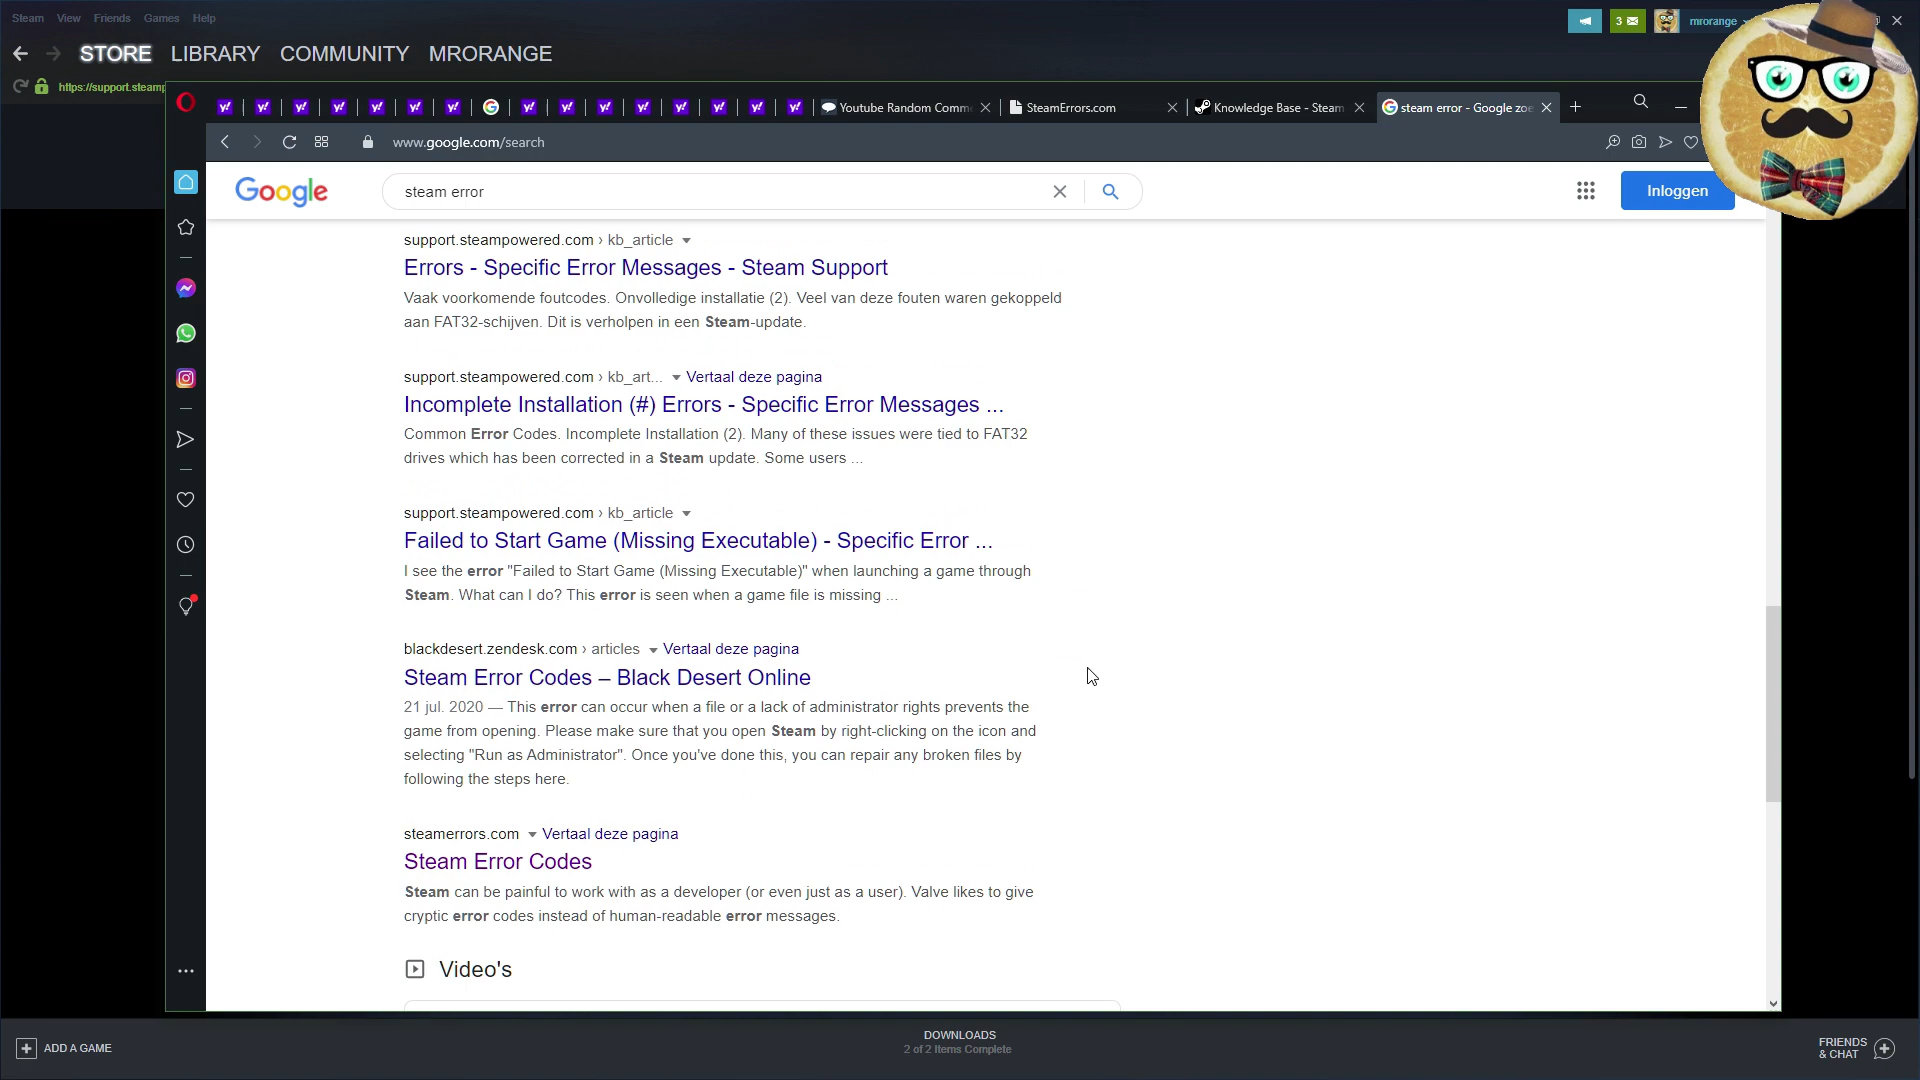 Steam View Friends Games Help
3
mrorange
STORE LIBRARY COMMUNITY MRORANGE
https://support.steamp
y! y! y! y! y! y! y! G y! y! y! y! y! y! y! y! Youtube Random Comm SteamErrors.com Knowledge Base - Steam steam error - Google zoe
www.google.com/search
Google
steam error
Inloggen
support.steampowered.com › kb_article
Errors - Specific Error Messages - Steam Support
Vaak voorkomende foutcodes. Onvolledige installatie (2). Veel van deze fouten waren gekoppeld
aan FAT32-schijven. Dit is verholpen in een Steam-update.
support.steampowered.com › kb_art... Vertaal deze pagina
Incomplete Installation (#) Errors - Specific Error Messages ...
Common Error Codes. Incomplete Installation (2). Many of these issues were tied to FAT32
drives which has been corrected in a Steam update. Some users ...
support.steampowered.com › kb_article
Failed to Start Game (Missing Executable) - Specific Error ...
I see the error "Failed to Start Game (Missing Executable)" when launching a game through
Steam. What can I do? This error is seen when a game file is missing ...
blackdesert.zendesk.com › articles Vertaal deze pagina
Steam Error Codes – Black Desert Online
21 jul. 2020 — This error can occur when a file or a lack of administrator rights prevents the
game from opening. Please make sure that you open Steam by right-clicking on the icon and
selecting "Run as Administrator". Once you've done this, you can repair any broken files by
following the steps here.
steamerrors.com Vertaal deze pagina
Steam Error Codes
Steam can be painful to work with as a developer (or even just as a user). Valve likes to give
cryptic error codes instead of human-readable error messages.
Video's
ADD A GAME
DOWNLOADS
2 of 2 Items Complete
FRIENDS
& CHAT